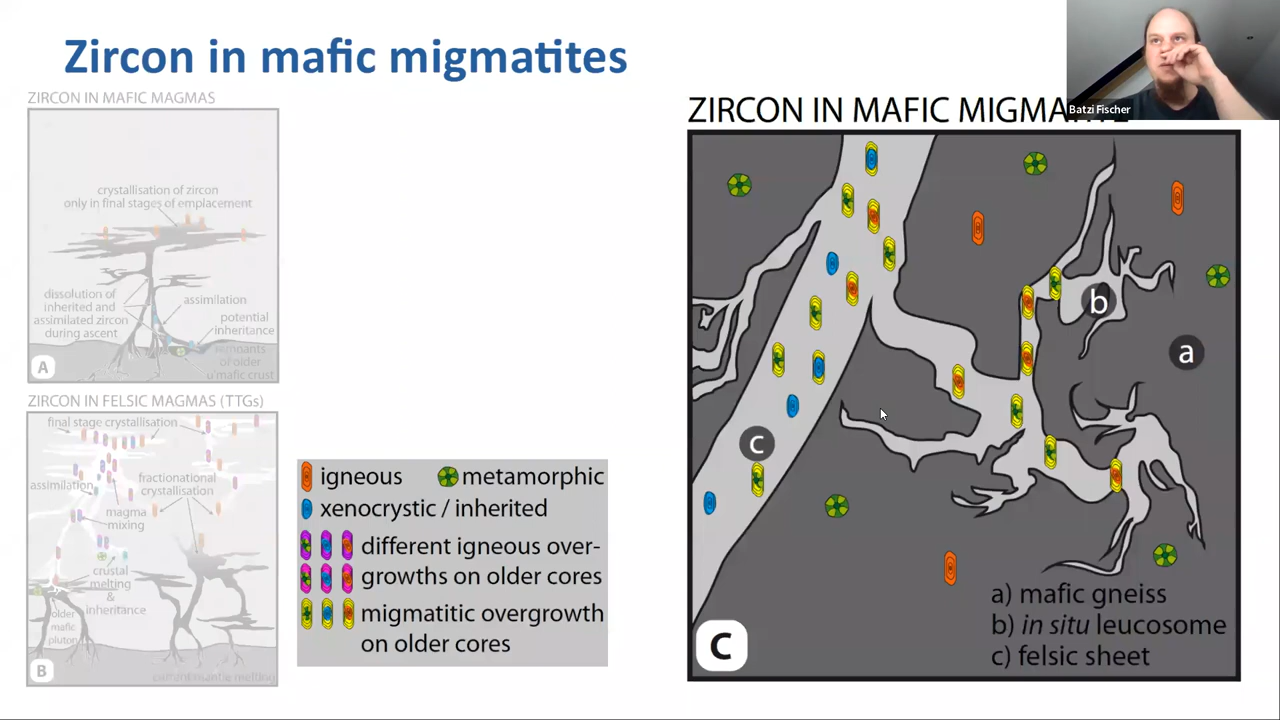 Zircon in mafic migmatites
Batzi Fischer
ZIRCON IN MAFIC MAGMAS
crystallisation of zircon
only in final stages of emplacement
dissolution of
inherited and
assimilated zircon
during ascent
assimilation
potential
inheritance
remnants
of older
u'mafic crust
A
ZIRCON IN FELSIC MAGMAS (TTGs)
final stage crystallisation
assimilation
fractionational
crystallisation
magma
mixing
crustal
melting
&
inheritance
older
mafic
pluton
current mantle melting
B
igneous
metamorphic
xenocrystic / inherited
different igneous over-
growths on older cores
migmatitic overgrowth
on older cores
ZIRCON IN MAFIC
b
a
c
a) mafic gneiss
b) in situ leucosome
c) felsic sheet
C